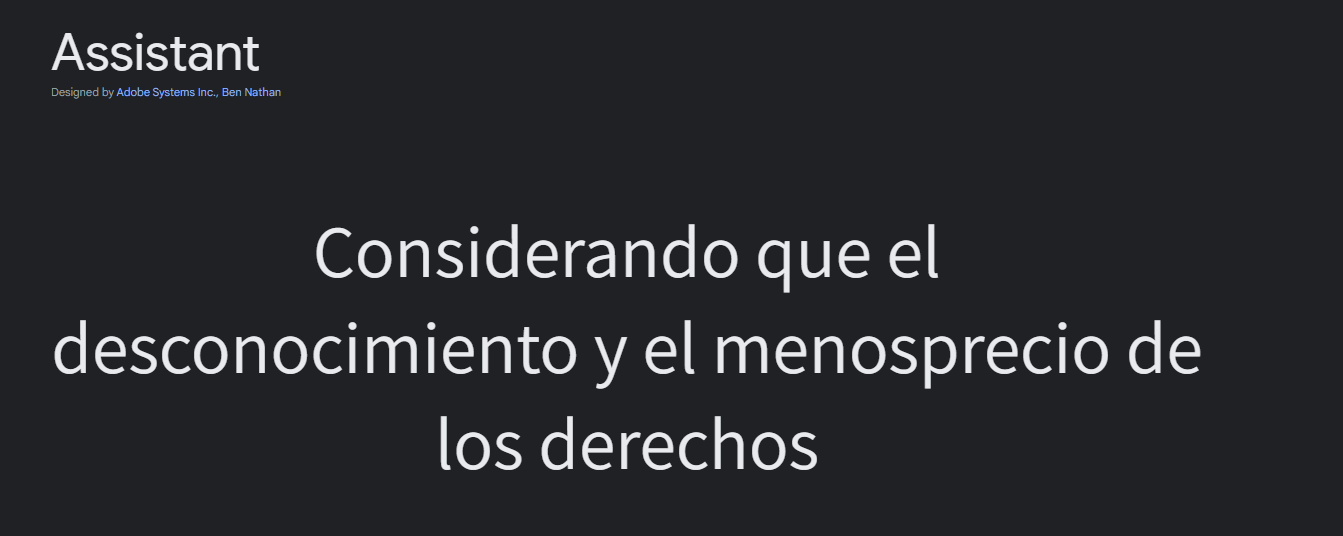 Assistant
Designed by Adobe Systems Inc., Ben Nathan
Considerando que el
desconocimiento y el menosprecio de
los derechos